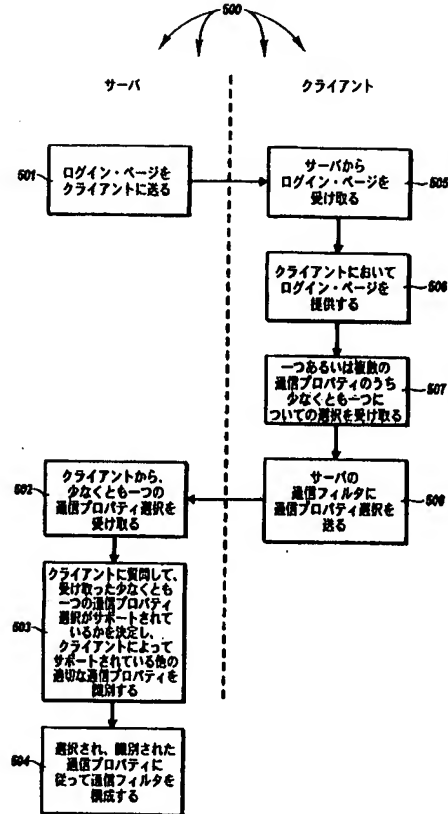 500
サーバ
クライアント
501
ログイン・ページを
クライアントに送る
サーバから
ログイン・ページを
受け取る
505
クライアントにおいて
ログイン・ページを
提供する
506
一つあるいは複数の
通信プロパティのうち
少なくとも一つに
ついての選択を受け取る
507
サーバの
通信フィルタに
通信プロパティ選択を
送る
508
502
クライアントから、
少なくとも一つの
通信プロパティ選択を
受け取る
503
クライアントに質問して、
受け取った少なくとも
一つの通信プロパティ
選択がサポートされて
いるかを決定し、
クライアントによって
サポートされている他の
適切な通信プロパティを
識別する
504
選択され、識別された
通信プロパティに
従って通信フィルタを
構成する